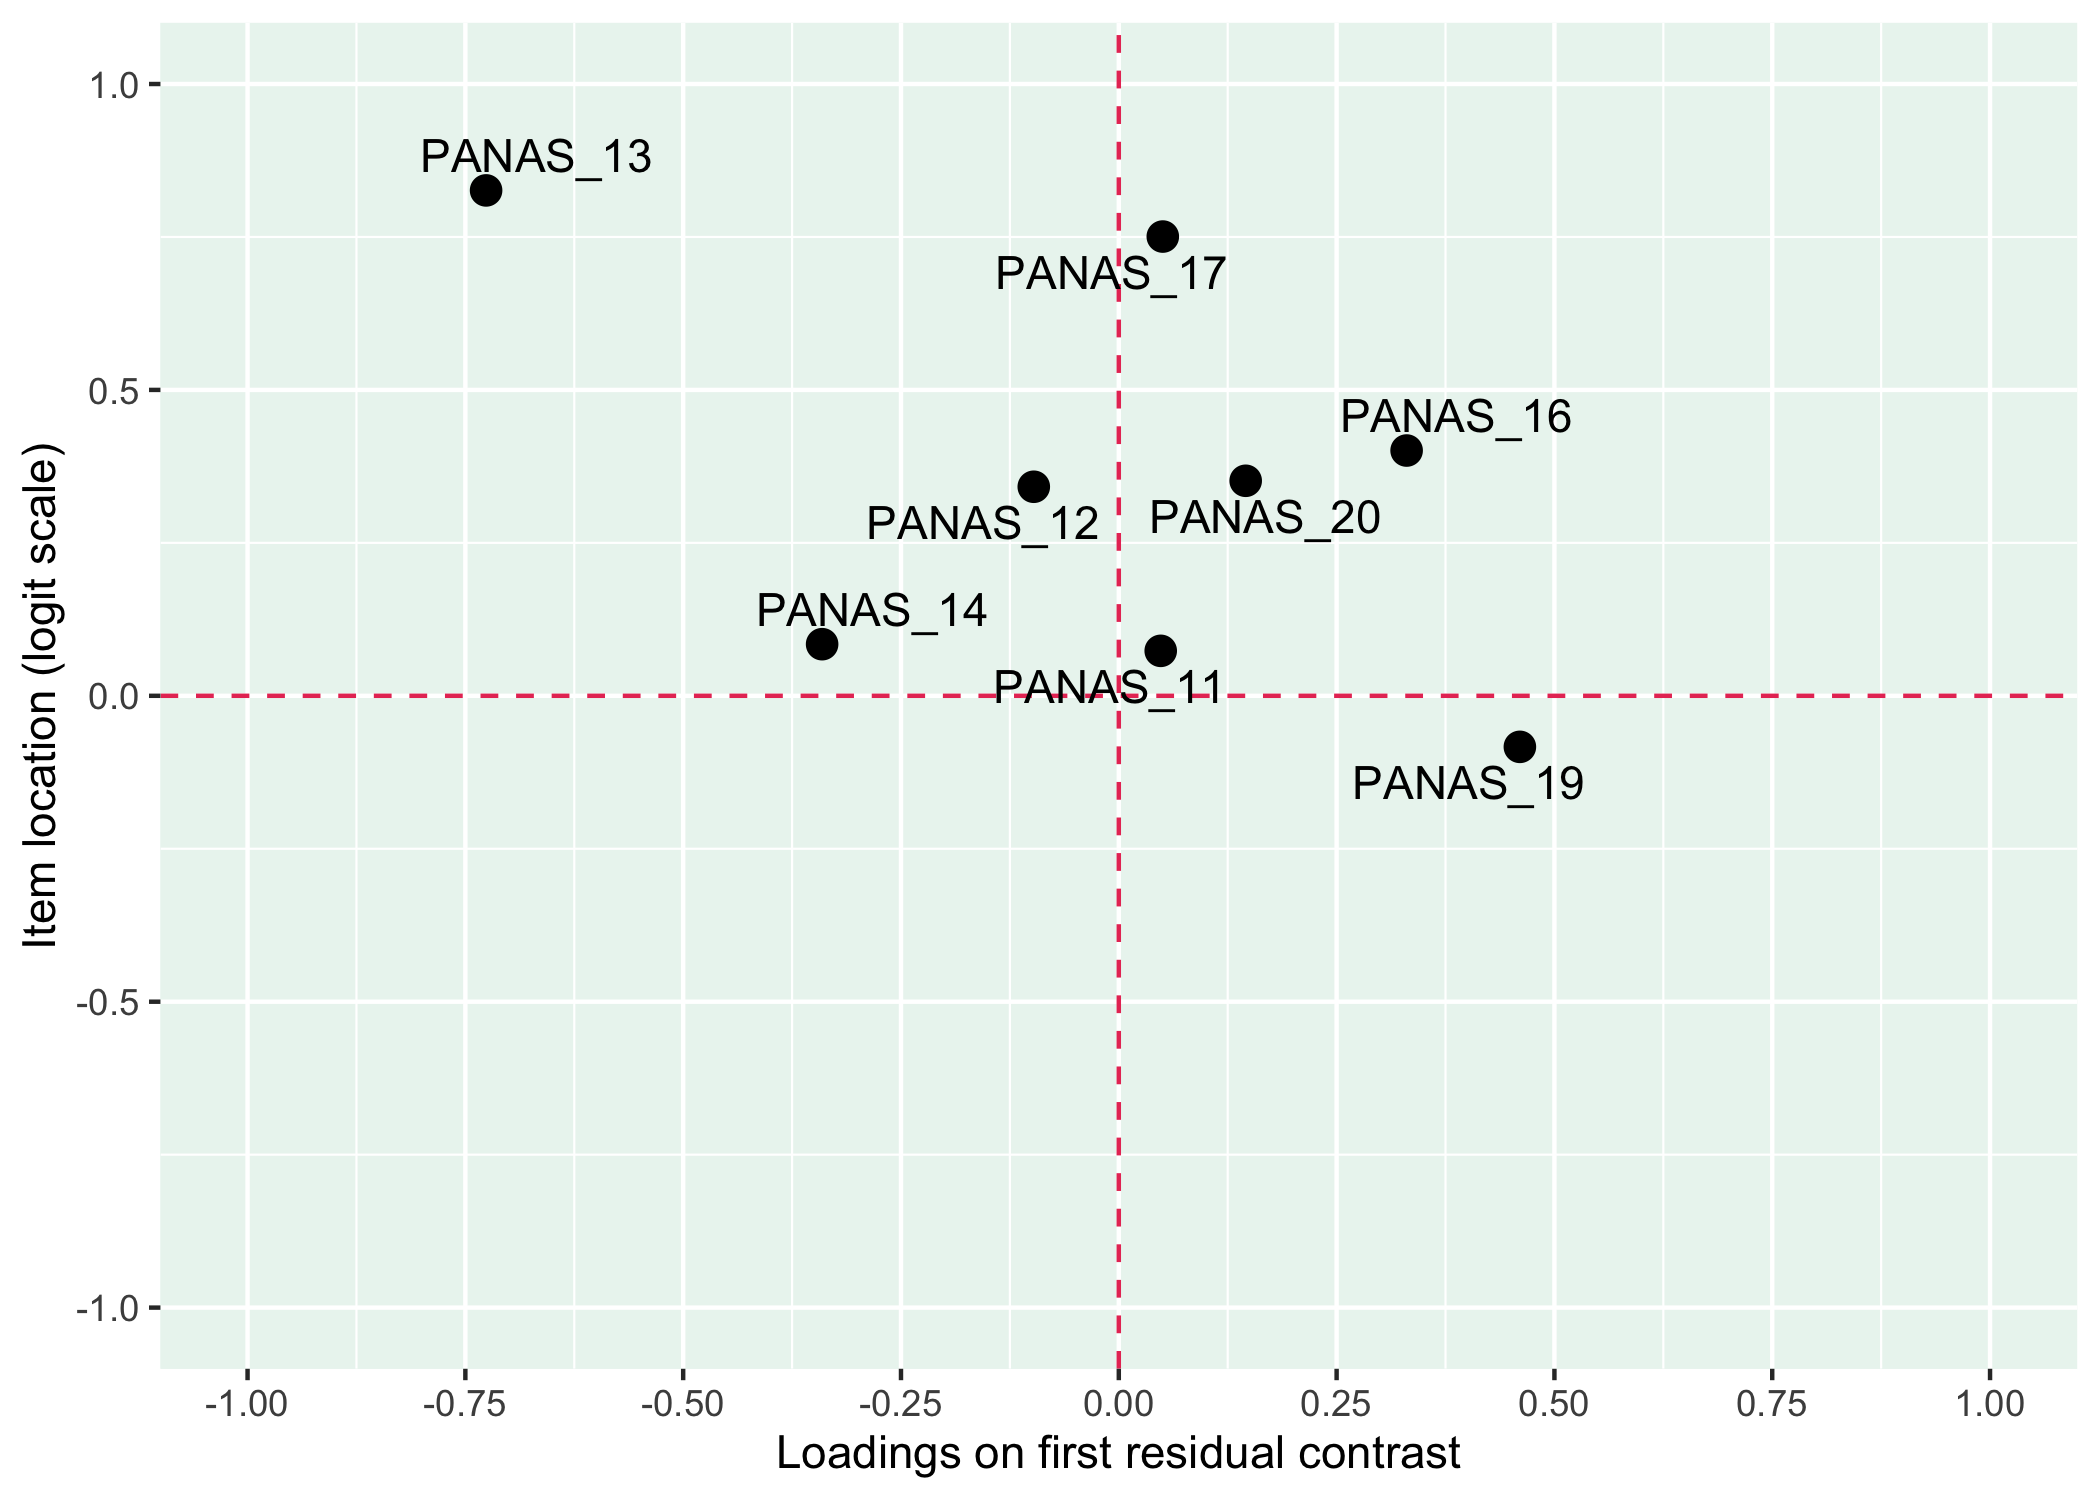 1.0
PANAS_13
PANAS_17
0.5
PANAS_16
PANAS_20
PANAS_12
PANAS_14
0.0
PANAS_11
PANAS_19
-0.5
-1.0
Item location (logit scale)
-1.00 -0.75 -0.50 -0.25 0.00 0.25 0.50 0.75 1.00
Loadings on first residual contrast